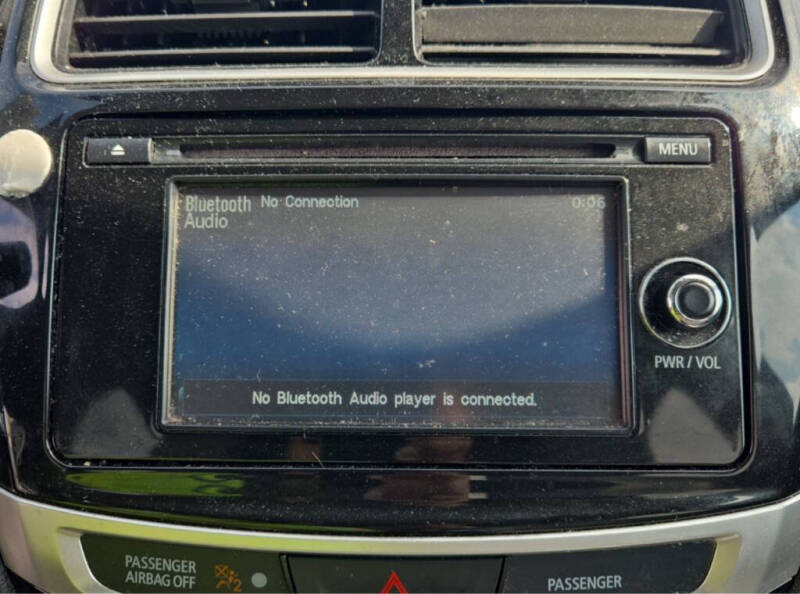 MENU
Bluetooth No Connection 0:06
Audio
PWR / VOL
No Bluetooth Audio player is connected.
PASSENGER
AIRBAG OFF 2
PASSENGER